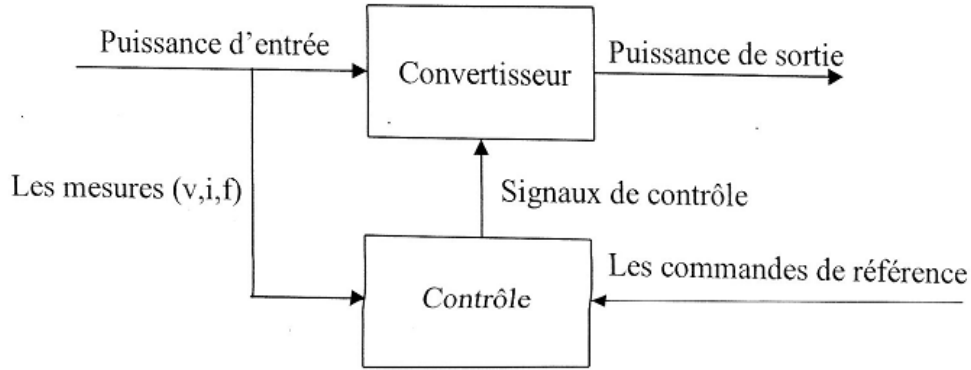 Puissance d'entrée
Convertisseur
Puissance de sortie
Les mesures (v,i,f)
Signaux de contrôle
Contrôle
Les commandes de référence